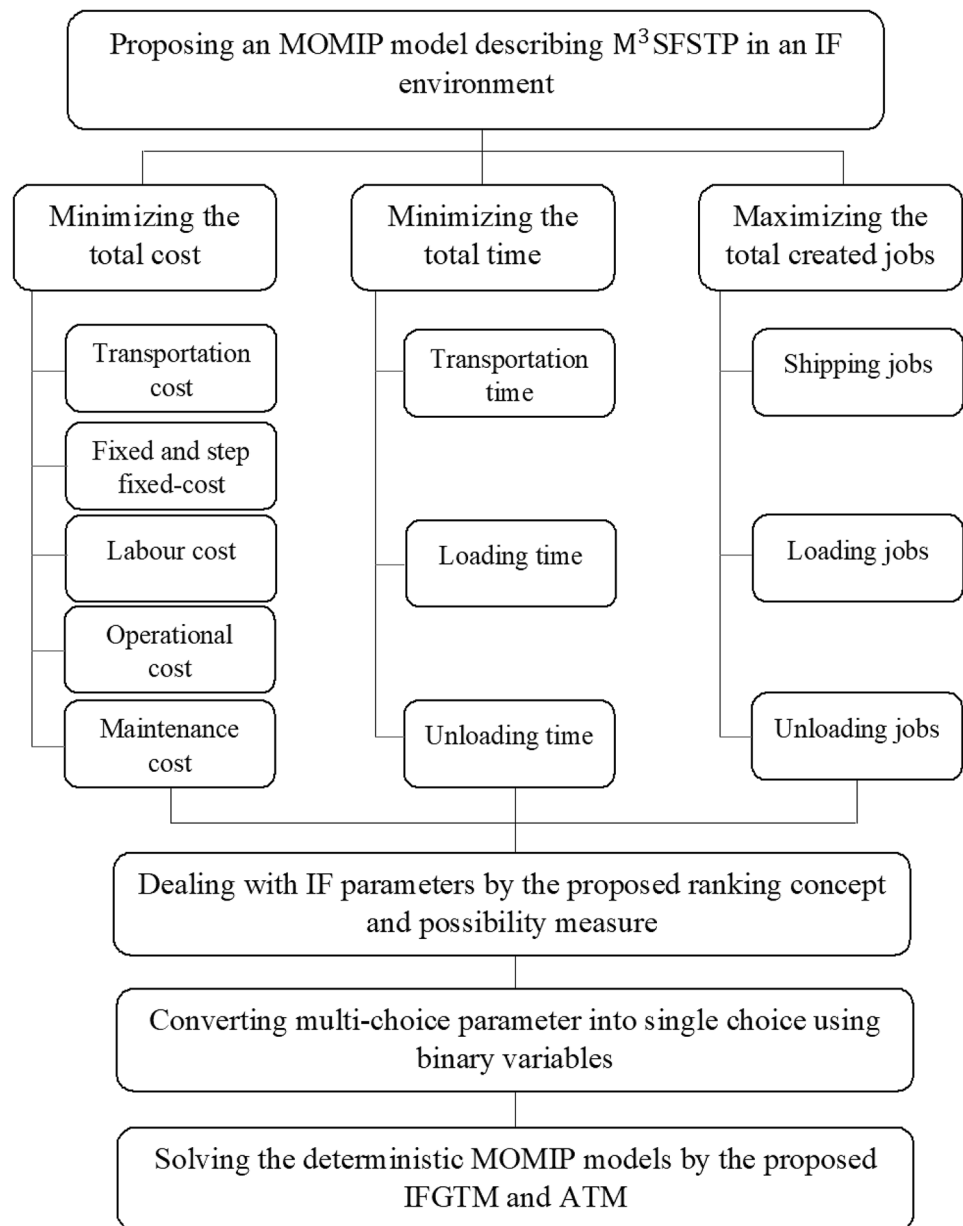 Proposing an MOMIP model describing M³SFSTP in an IF
environment
Minimizing the
total cost
Minimizing the
total time
Maximizing the
total created jobs
Transportation
cost
Fixed and step
fixed-cost
Labour cost
Operational
cost
Maintenance
cost
Transportation
time
Loading time
Unloading time
Shipping jobs
Loading jobs
Unloading jobs
Dealing with IF parameters by the proposed ranking concept
and possibility measure
Converting multi-choice parameter into single choice using
binary variables
Solving the deterministic MOMIP models by the proposed
IFGTM and ATM